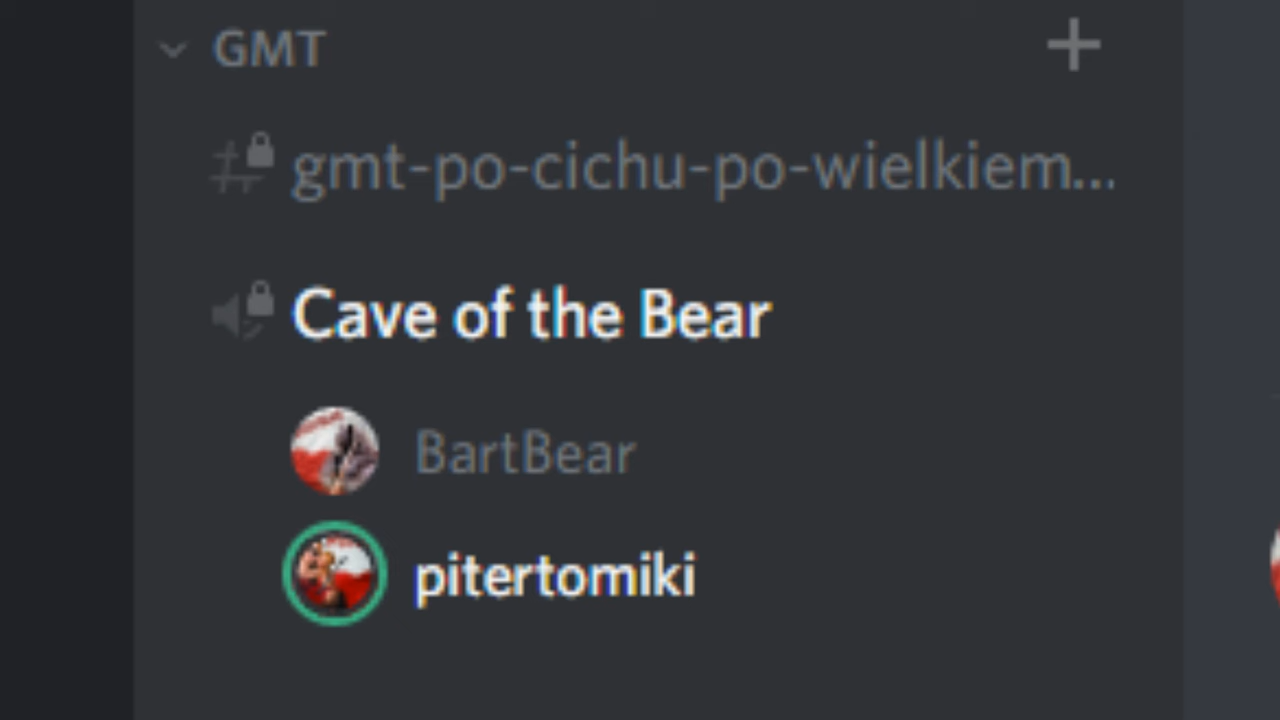 GMT
gmt-po-cichu-po-wielkiem...
Cave of the Bear
BartBear
pitertomiki